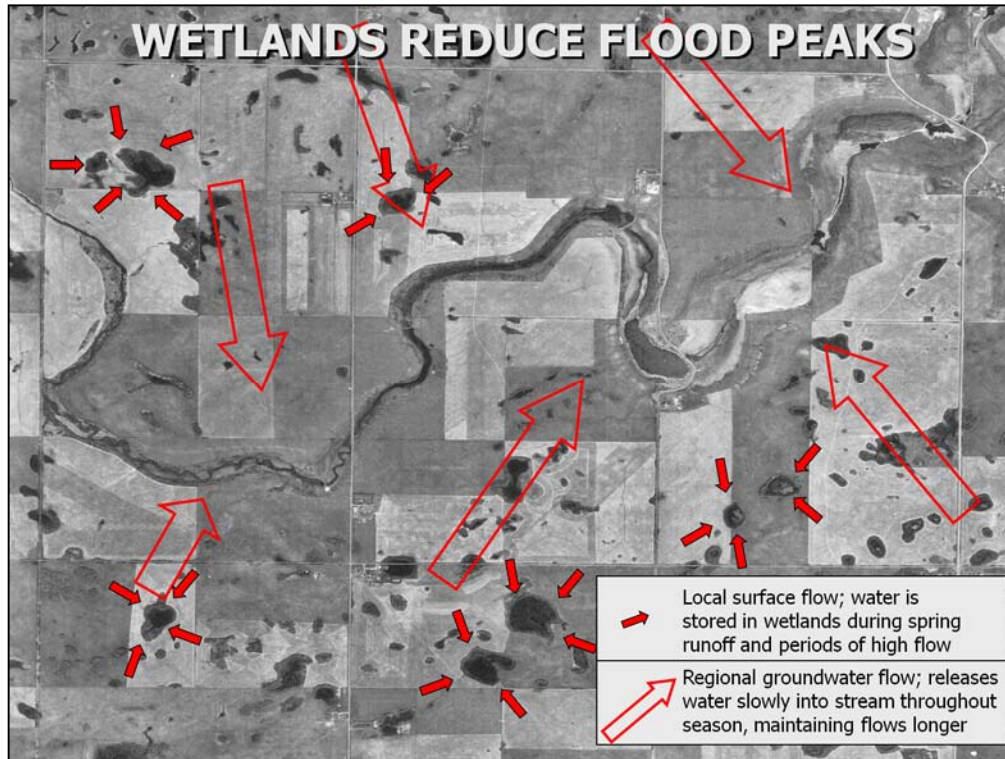 WETLANDS REDUCE FLOOD PEAKS
Local surface flow; water is
stored in wetlands during spring
runoff and periods of high flow
Regional groundwater flow; releases
water slowly into stream throughout
season, maintaining flows longer